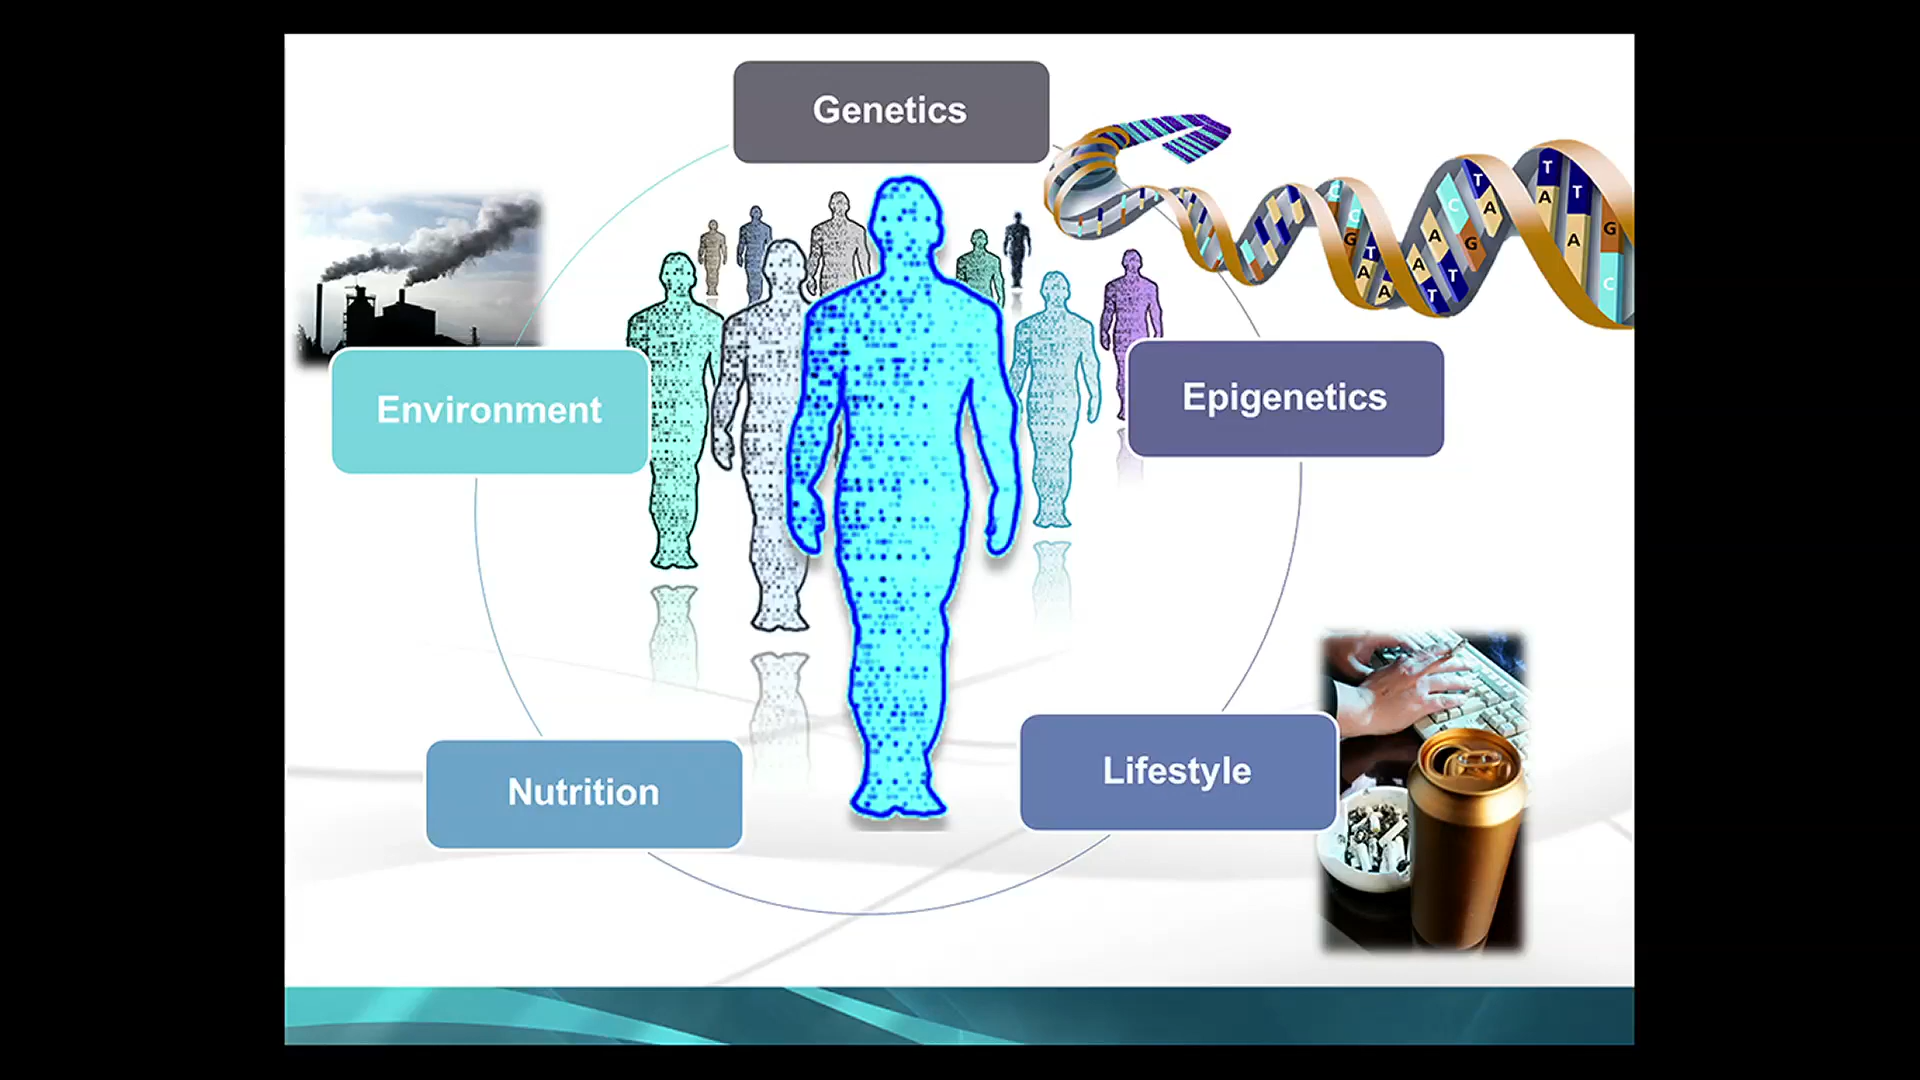 Genetics
Environment
Epigenetics
Nutrition
Lifestyle